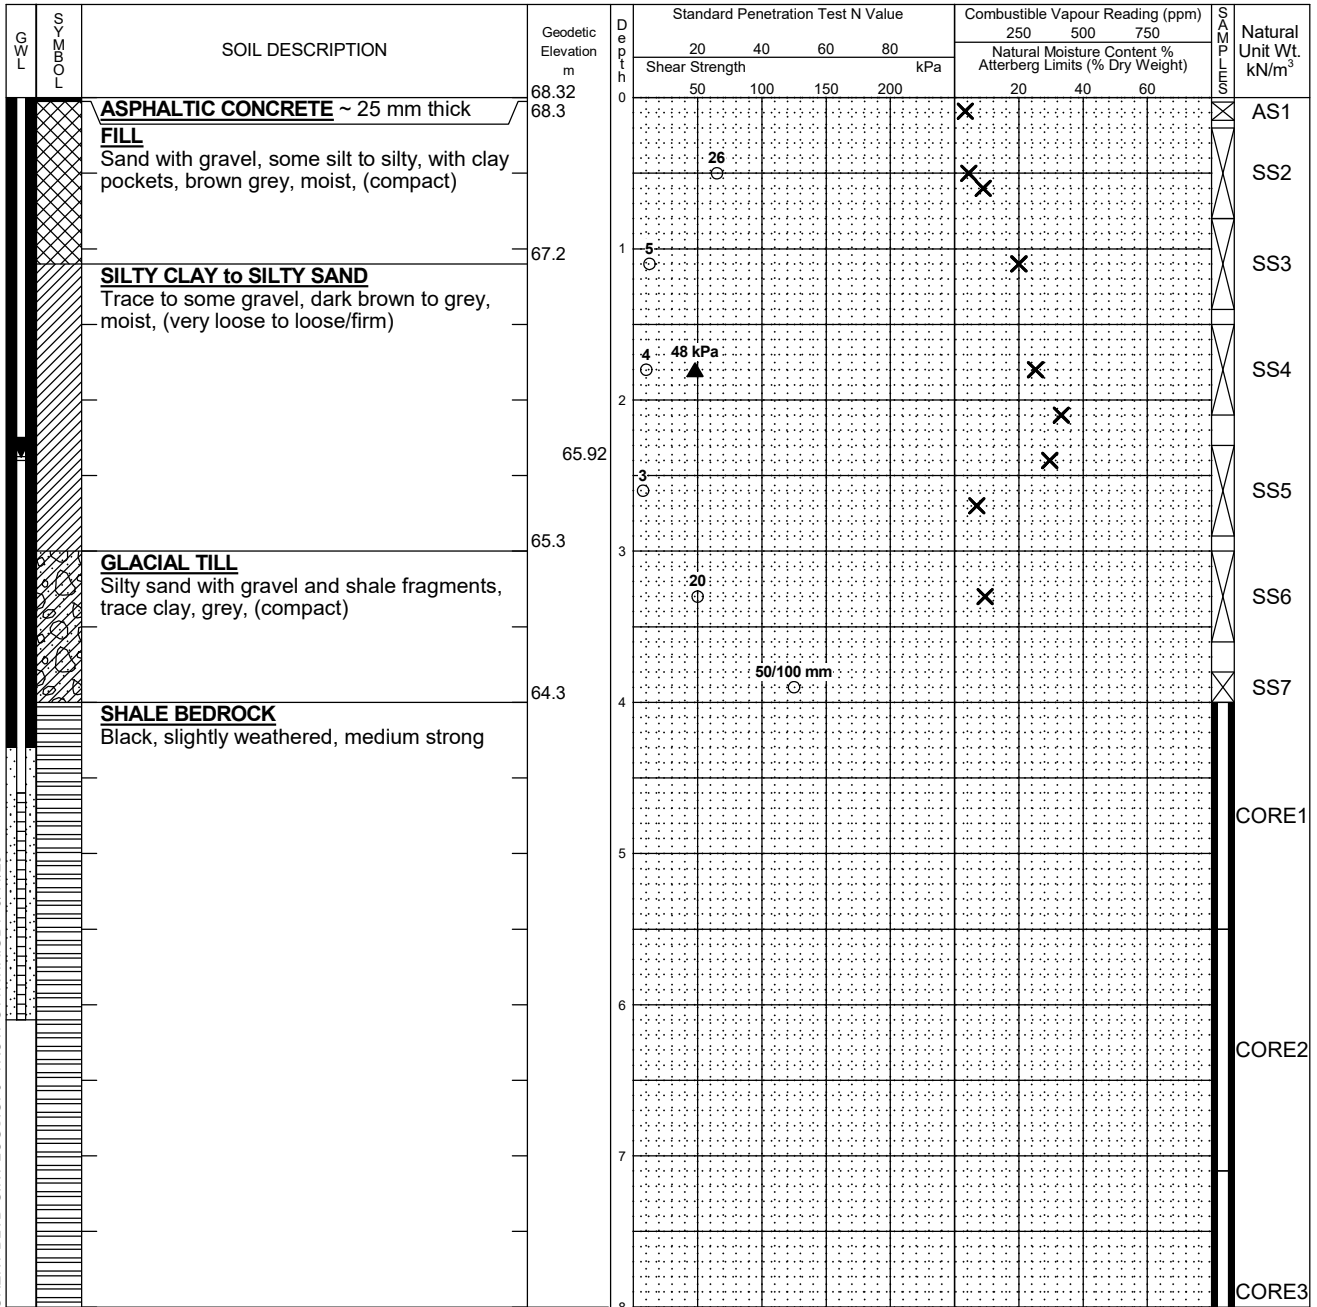 GWL
SYMBOL
SOIL DESCRIPTION
Geodetic
Elevation
m
Depth
Standard Penetration Test N Value
20 40 60 80
Shear Strength kPa
50 100 150 200
Combustible Vapour Reading (ppm)
250 500 750
Natural Moisture Content %
Atterberg Limits (% Dry Weight)
20 40 60
SAMPLES
Natural
Unit Wt.
kN/m³
68.32
0
ASPHALTIC CONCRETE ~ 25 mm thick
68.3
AS1
FILL
Sand with gravel, some silt to silty, with clay
pockets, brown grey, moist, (compact)
26
SS2
67.2
1
5
SS3
SILTY CLAY to SILTY SAND
Trace to some gravel, dark brown to grey,
moist, (very loose to loose/firm)
4
48 kPa
SS4
2
65.92
3
SS5
65.3
3
GLACIAL TILL
Silty sand with gravel and shale fragments,
trace clay, grey, (compact)
20
SS6
50/100 mm
SS7
64.3
4
SHALE BEDROCK
Black, slightly weathered, medium strong
CORE1
5
6
CORE2
7
CORE3
8